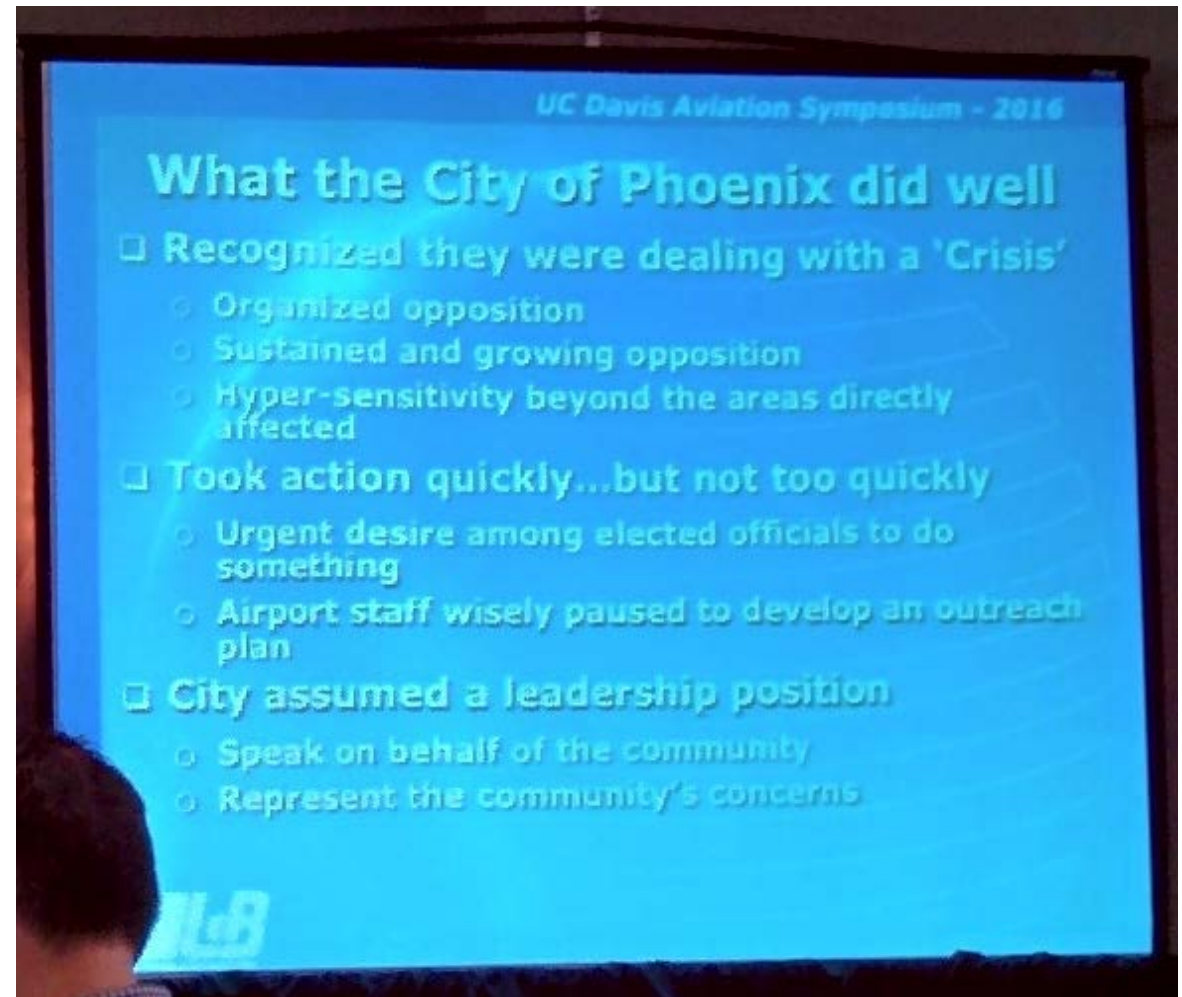 UC Davis Aviation Symposium - 2016
What the City of Phoenix did well
❑ Recognized they were dealing with a ‘Crisis’
○ Organized opposition
○ Sustained and growing opposition
○ Hyper-sensitivity beyond the areas directly
affected
❑ Took action quickly...but not too quickly
○ Urgent desire among elected officials to do
something
○ Airport staff wisely paused to develop an outreach
plan
❑ City assumed a leadership position
○ Speak on behalf of the community
○ Represent the community’s concerns
L&B